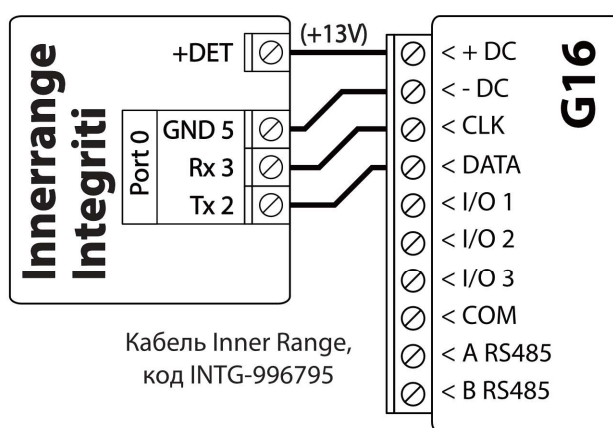 Innerrange
Integriti
+DET
(+13V)
Port 0
GND 5
Rx 3
Tx 2
< + DC
< - DC
< CLK
< DATA
< I/O 1
< I/O 2
< I/O 3
< COM
< A RS485
< B RS485
G16
Кабель Inner Range,
код INTG-996795